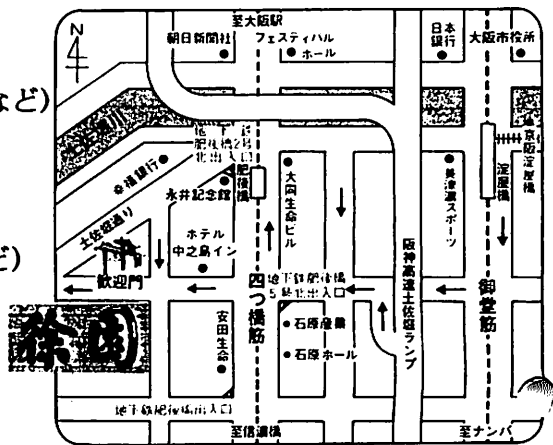 至大阪駅
N
朝日新聞社
フェスティバル
ホール
日本
銀行
大阪市役所
など)
土佐堀川
地下鉄
肥後橋2号
北出入口
肥後橋
京阪淀屋橋
淀屋橋
銀行
永井記念館
大同生命ビル
美津濃スポーツ
土佐堀通り
ホテル
中之島イン
ど)
歓迎門
四つ橋筋
地下鉄肥後橋
阪神高速土佐堀ランプ
御堂筋
徐園
安田生命
石原産業
石原ホール
地下鉄肥後橋南出入口
至信濃橋
至ナンバ